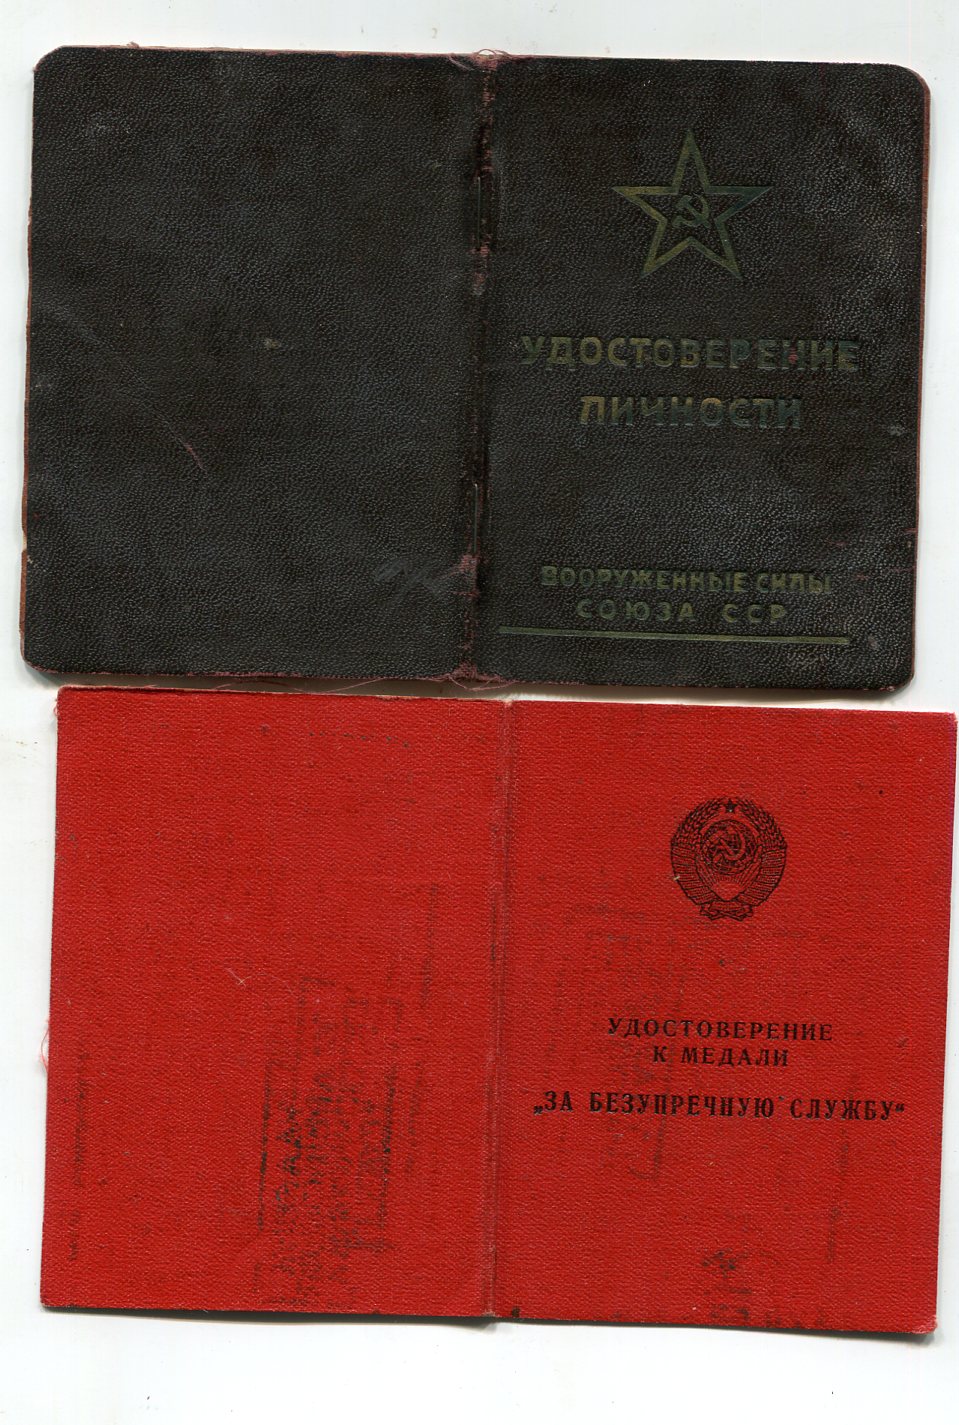 УДОСТОВЕРЕНИЕ
ЛИЧНОСТИ
ВООРУЖЕННЫЕ СИЛЫ
СОЮЗА ССР
УДОСТОВЕРЕНИЕ
К МЕДАЛИ
„ЗА БЕЗУПРЕЧНУЮ СЛУЖБУ“